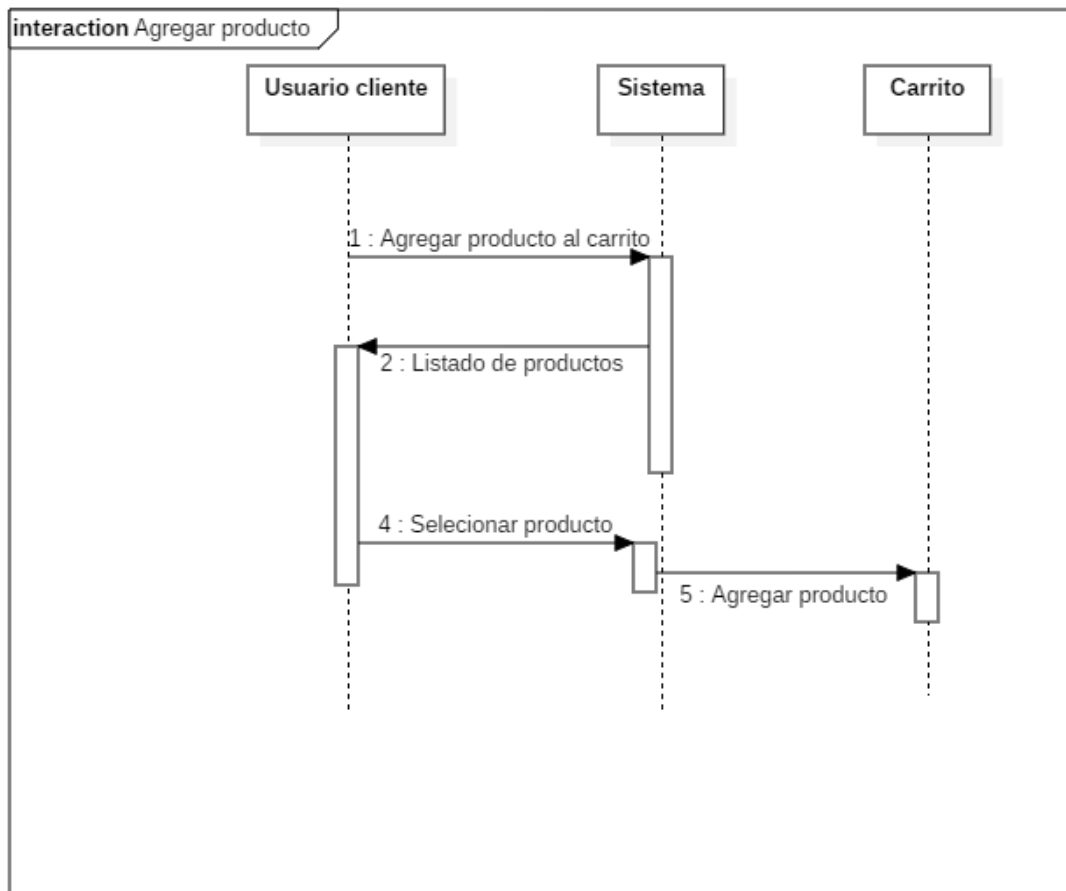 interaction Agregar producto
Usuario cliente
Sistema
Carrito
1 : Agregar producto al carrito
2 : Listado de productos
4 : Selecionar producto
5 : Agregar producto